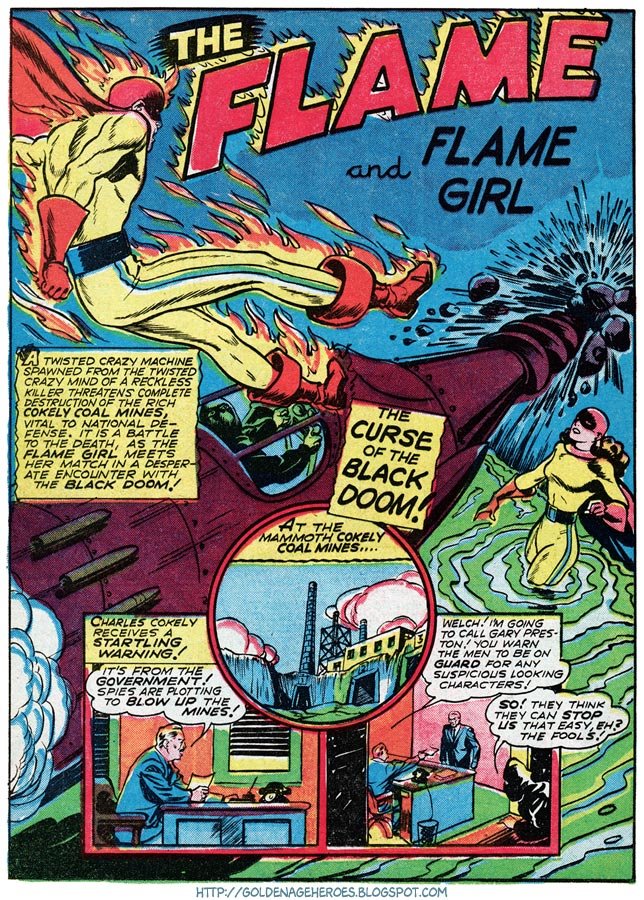 THE
FLAME
and FLAME
GIRL
A TWISTED CRAZY MACHINE
SPAWNED FROM THE TWISTED
CRAZY MIND OF A RECKLESS
KILLER THREATENS COMPLETE
DESTRUCTION OF THE RICH
COKELY COAL MINES,
VITAL TO NATIONAL DE-
FENSE. IT IS A BATTLE
TO THE DEATH AS THE
FLAME GIRL MEETS
HER MATCH IN A DESPER-
ATE ENCOUNTER WITH
THE BLACK DOOM!
THE
CURSE
OF THE
BLACK
DOOM!
AT THE
MAMMOTH COKELY
COAL MINES....
CHARLES COKELY
RECEIVES A
STARTLING
WARNING!
IT'S FROM THE
GOVERNMENT!
SPIES ARE PLOTTING
TO BLOW UP THE
MINES!
WELCH! I'M GOING
TO CALL GARY PRES-
TON! YOU WARN
THE MEN TO BE ON
GUARD FOR ANY
SUSPICIOUS LOOKING
CHARACTERS!
SO! THEY THINK
THEY CAN STOP
US THAT EASY, EH?
THE FOOLS!
HTTP://GOLDENAGEHEROES.BLOGSPOT.COM